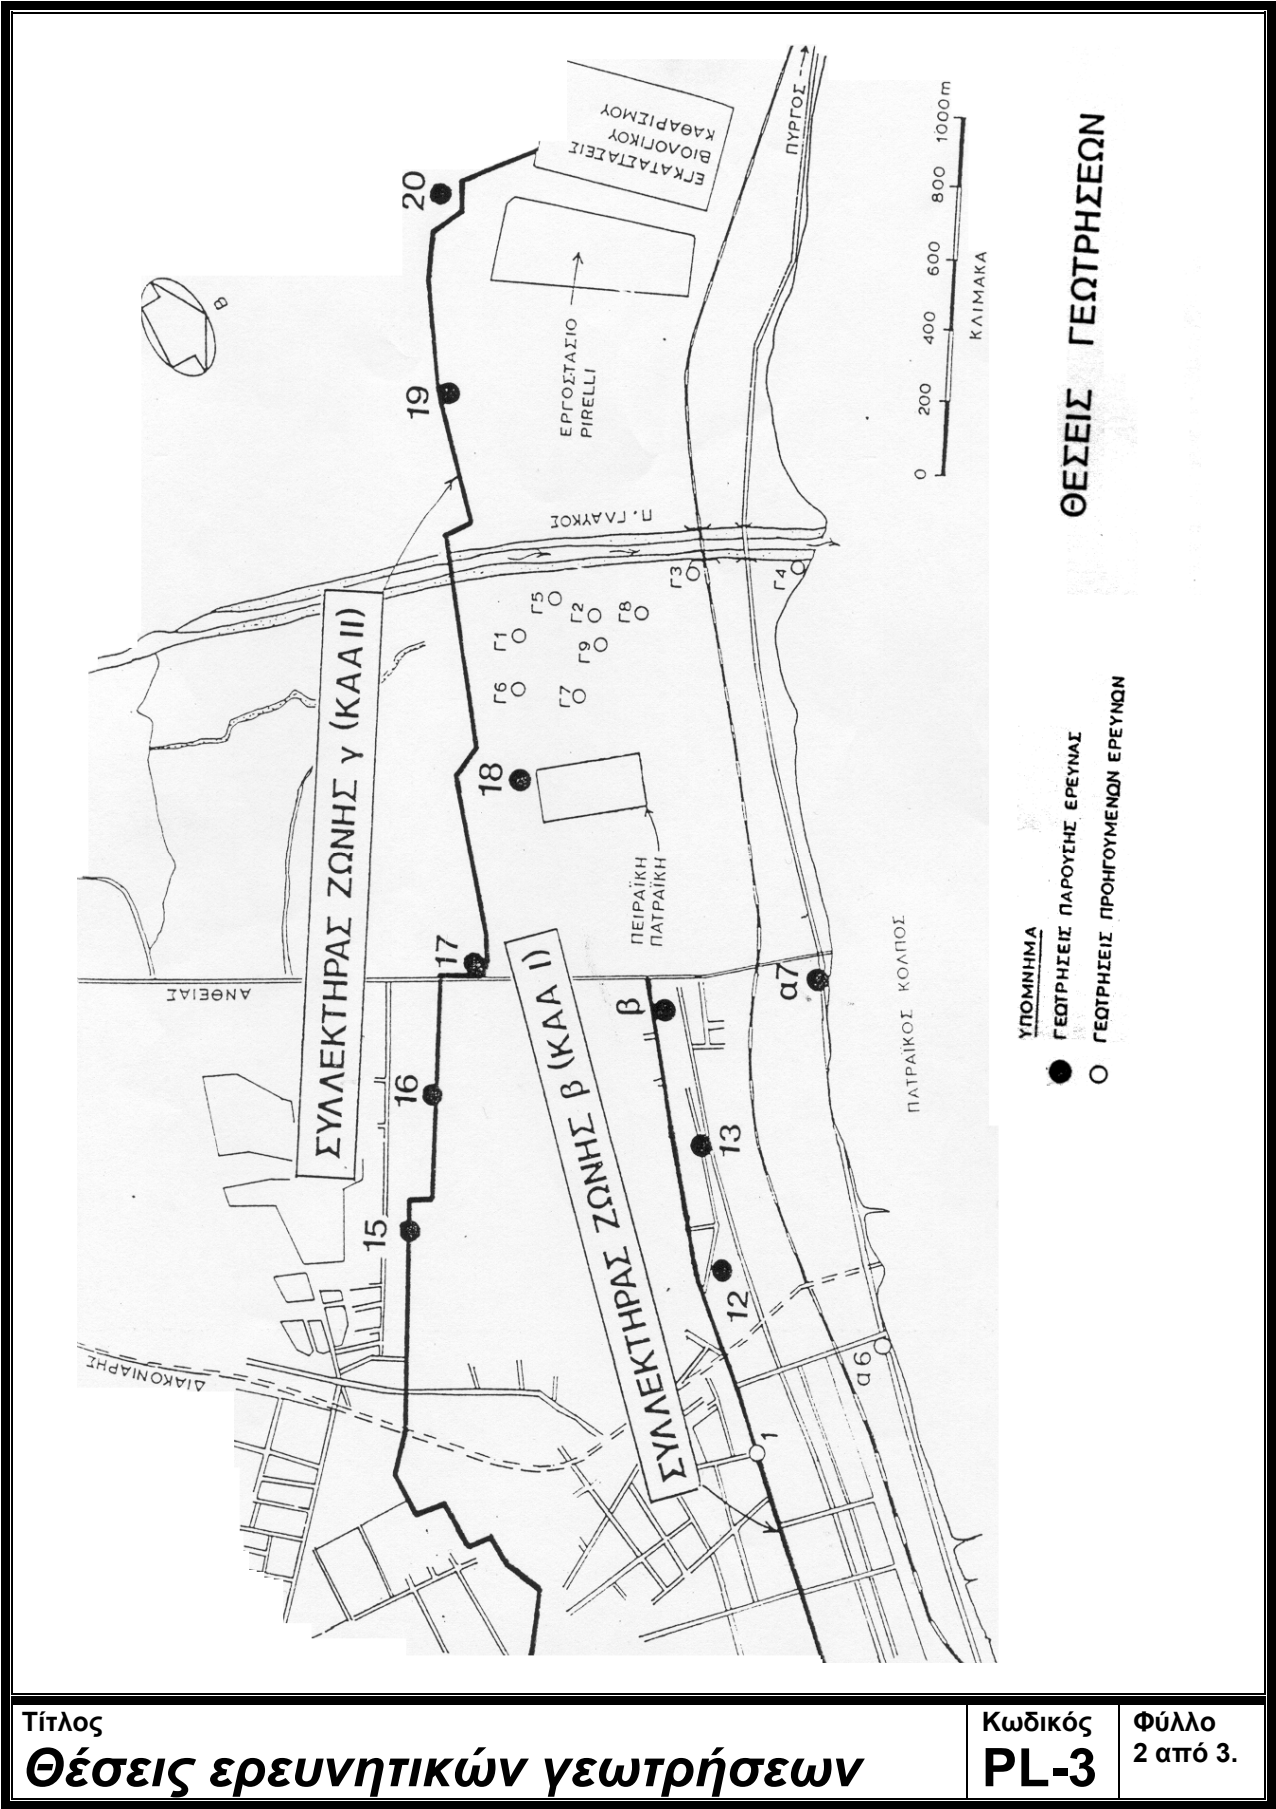 20
ΕΓΚΑΤΑΣΤΑΣΕΙΣ
ΒΙΟΛΟΓΙΚΟΥ
ΚΑΘΑΡΙΣΜΟΥ
ΠΥΡΓΟΣ
Β
19
ΕΡΓΟΣΤΑΣΙΟ
PIRELLI
Π. ΓΛΑΥΚΟΣ
0 200 400 600 800 1000m
ΚΛΙΜΑΚΑ
ΘΕΣΕΙΣ ΓΕΩΤΡΗΣΕΩΝ
ΣΥΛΛΕΚΤΗΡΑΣ ΖΩΝΗΣ γ (ΚΑΑ ΙΙ)
Γ1
Γ5
Γ2
Γ8
Γ3
Γ4
Γ6
Γ9
Γ7
18
ΠΕΙΡΑΪΚΗ
ΠΑΤΡΑΪΚΗ
17
ΑΝΘΕΙΑΣ
16
15
ΣΥΛΛΕΚΤΗΡΑΣ ΖΩΝΗΣ β (ΚΑΑ Ι)
β
α7
13
12
ΠΑΤΡΑΪΚΟΣ ΚΟΛΠΟΣ
ΔΙΑΚΟΝΙΑΡΗΣ
α6
1
ΥΠΟΜΝΗΜΑ
ΓΕΩΤΡΗΣΕΙΣ ΠΑΡΟΥΣΗΣ ΕΡΕΥΝΑΣ
ΓΕΩΤΡΗΣΕΙΣ ΠΡΟΗΓΟΥΜΕΝΩΝ ΕΡΕΥΝΩΝ
Τίτλος
Θέσεις ερευνητικών γεωτρήσεων
Κωδικός
PL-3
Φύλλο
2 από 3.